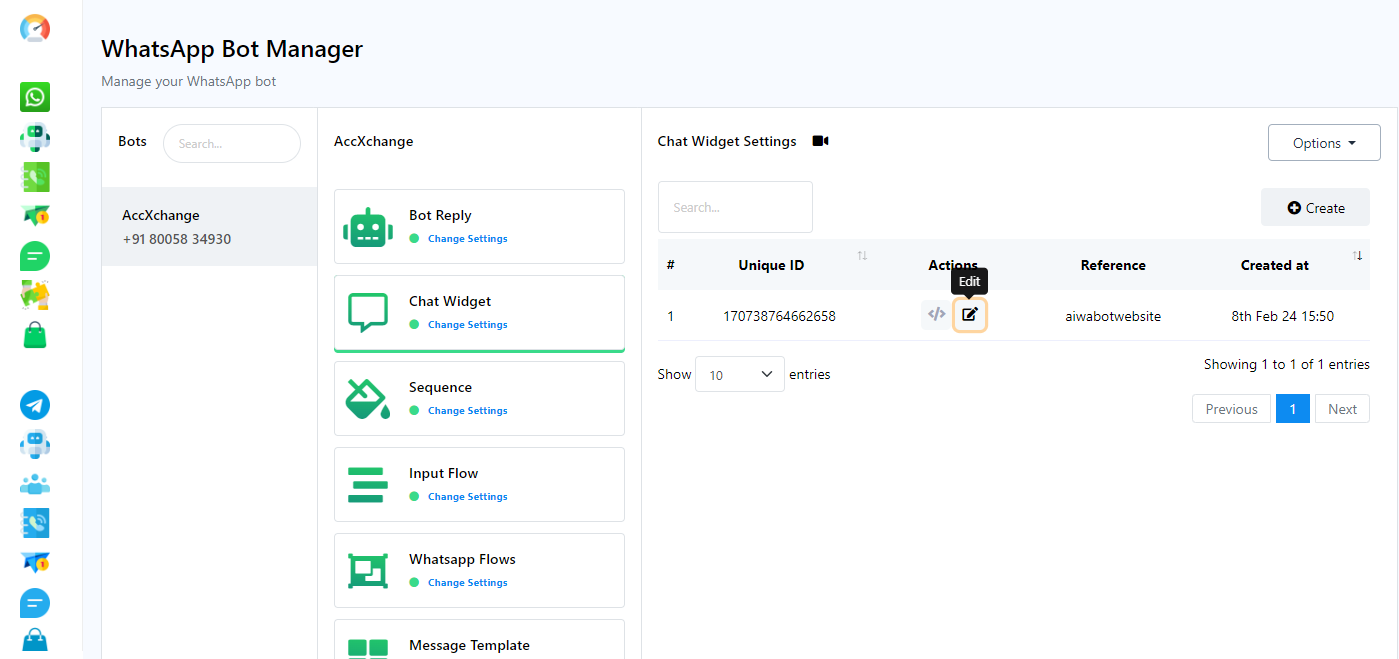 WhatsApp Bot Manager
Manage your WhatsApp bot
Bots
Search...
AccXchange
+91 80058 34930
AccXchange
Bot Reply
Change Settings
Chat Widget
Change Settings
Sequence
Change Settings
Input Flow
Change Settings
Whatsapp Flows
Change Settings
Message Template
Chat Widget Settings
Options
Search...
Create
# Unique ID Actions Reference Created at
Edit
1 170738764662658 aiwabotwebsite 8th Feb 24 15:50
Show 10 entries
Showing 1 to 1 of 1 entries
Previous 1 Next
1
1